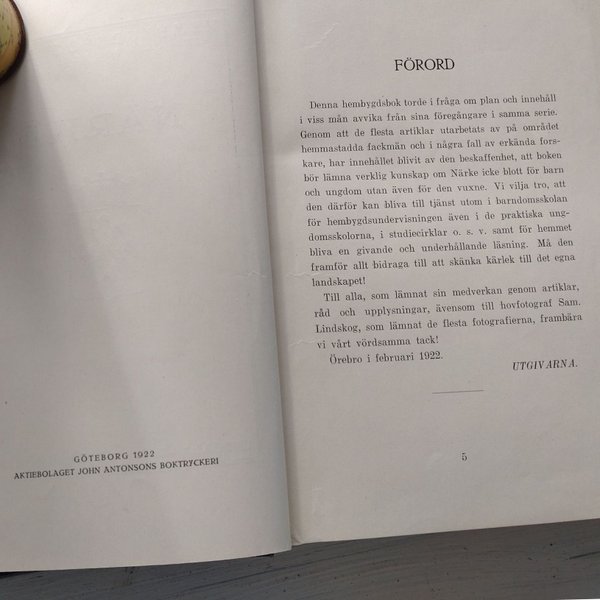 GÖTEBORG 1922
AKTIEBOLAGET JOHN ANTONSONS BOKTRYCKERI
FÖRORD
Denna hembygdsbok torde i fråga om plan och innehåll
i viss mån avvika från sina föregångare i samma serie.
Genom att de flesta artiklar utarbetats av på området
hemmastadda fackmän och i några fall av erkända fors-
kare, har innehållet blivit av den beskaffenhet, att boken
bör lämna verklig kunskap om Närke icke blott för barn
och ungdom utan även för den vuxne. Vi vilja tro, att
den därför kan bliva till tjänst utom i barndomsskolan
för hembygdsundervisningen även i de praktiska ung-
domsskolorna, i studiecirklar o. s. v. samt för hemmet
bliva en givande och underhållande läsning. Må den
framför allt bidraga till att skänka kärlek till det egna
landskapet!
Till alla, som lämnat sin medverkan genom artiklar,
råd och upplysningar, ävensom till hovfotograf Sam.
Lindskog, som lämnat de flesta fotografierna, frambära
vi vårt vördsamma tack!
Örebro i februari 1922.
UTGIVARNA.
5